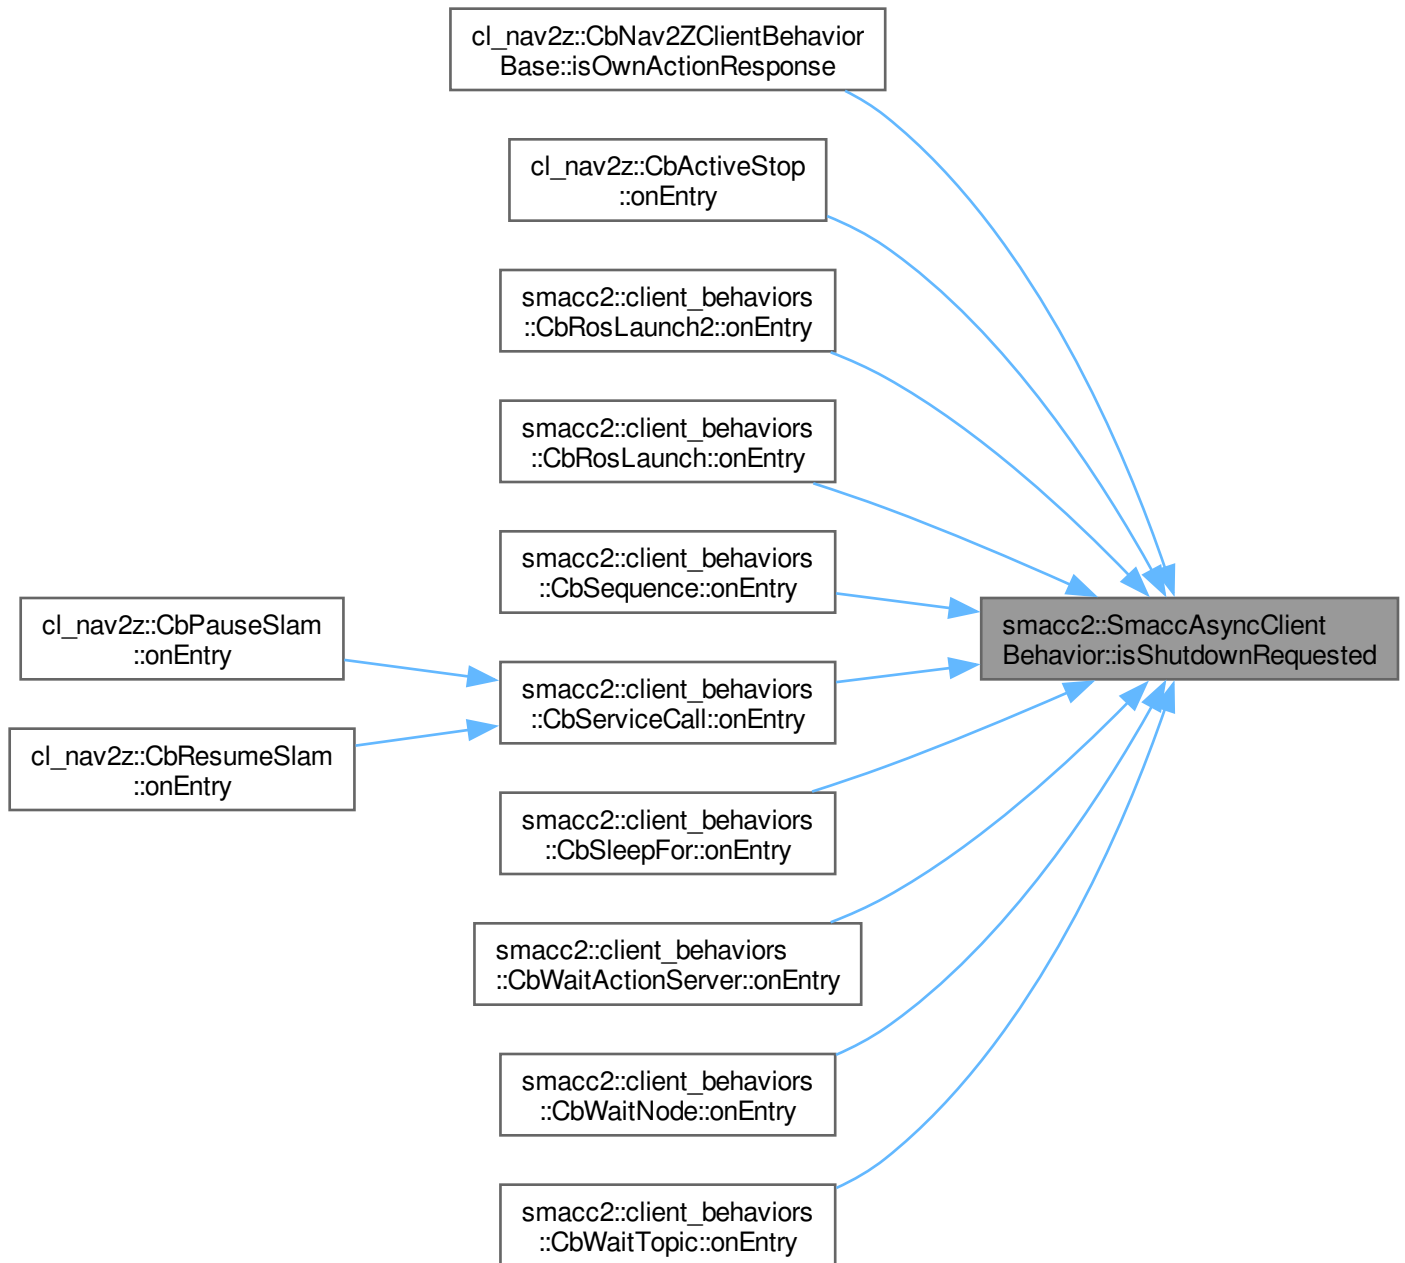 cl_nav2z::CbNav2ZClientBehavior
Base::isOwnActionResponse
cl_nav2z::CbActiveStop
::onEntry
smacc2::client_behaviors
::CbRosLaunch2::onEntry
smacc2::client_behaviors
::CbRosLaunch::onEntry
smacc2::client_behaviors
::CbSequence::onEntry
cl_nav2z::CbPauseSlam
::onEntry
smacc2::SmaccAsyncClient
Behavior::isShutdownRequested
smacc2::client_behaviors
::CbServiceCall::onEntry
cl_nav2z::CbResumeSlam
::onEntry
smacc2::client_behaviors
::CbSleepFor::onEntry
smacc2::client_behaviors
::CbWaitActionServer::onEntry
smacc2::client_behaviors
::CbWaitNode::onEntry
smacc2::client_behaviors
::CbWaitTopic::onEntry